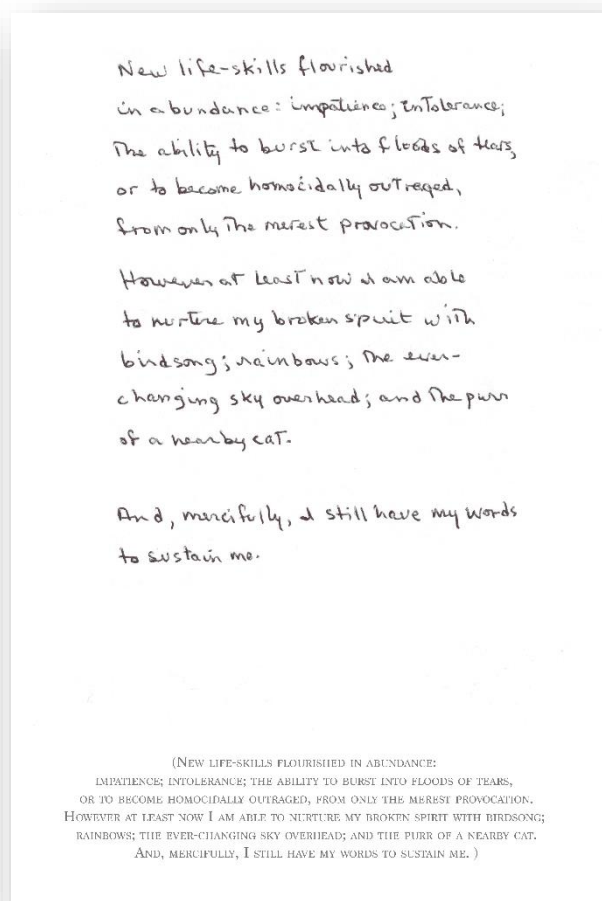 New life-skills flourished
in abundance: impatience; intolerance;
The ability to burst into floods of tears,
or to become homocidally outraged,
from only The merest provocation.
However at least now I am able
to nurture my broken spirit with
birdsong; rainbows; The ever-
changing sky overhead; and The purr
of a nearby cat.
And, mercifully, I still have my words
to sustain me.
(New life-skills flourished in abundance:
impatience; intolerance; the ability to burst into floods of tears,
or to become homocidally outraged, from only the merest provocation.
However at least now I am able to nurture my broken spirit with birdsong;
rainbows; the ever-changing sky overhead; and the purr of a nearby cat.
And, mercifully, I still have my words to sustain me. )